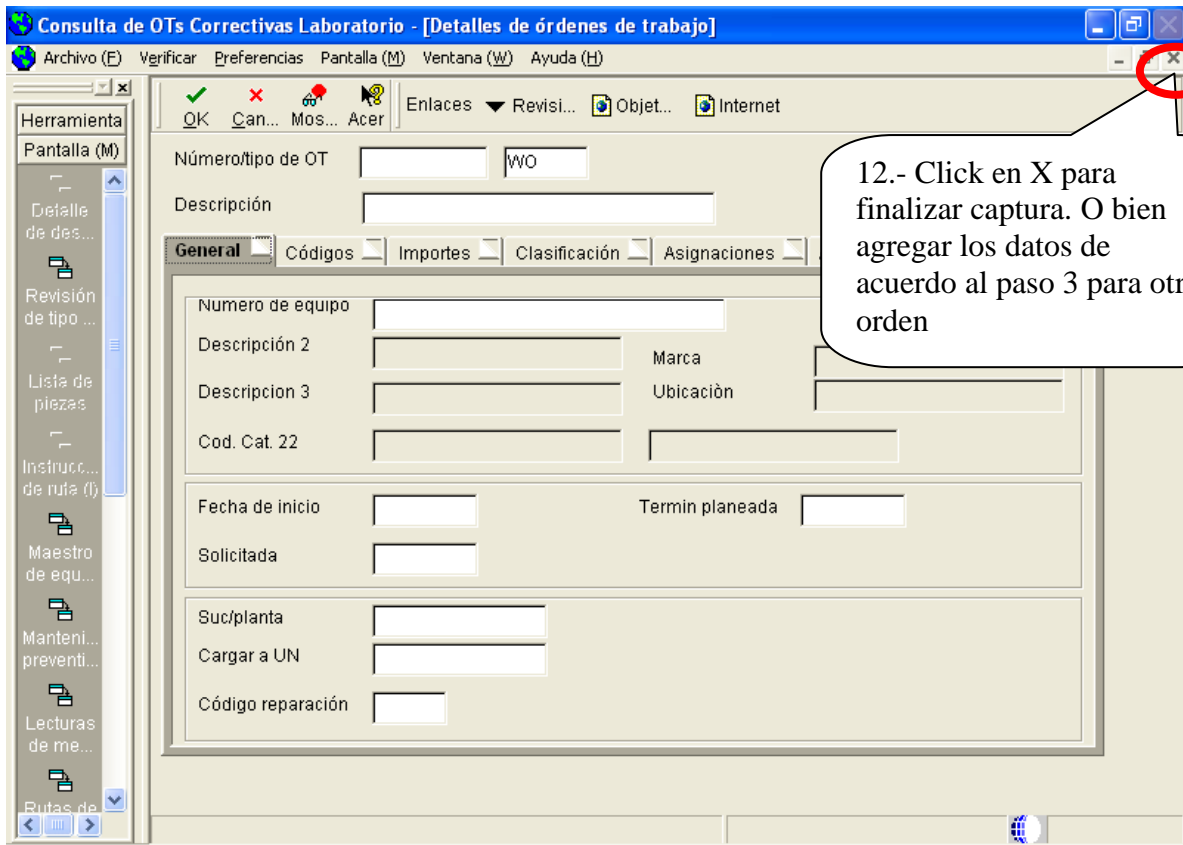 Consulta de OTs Correctivas Laboratorio - [Detalles de órdenes de trabajo]
Archivo (F) Verificar Preferencias Pantalla (M) Ventana (W) Ayuda (H)
Herramienta
Pantalla (M)
Detalle
de des...
Revisión
de tipo ...
Lista de
piezas
Instrucc...
de ruta (I)
Maestro
de equ...
Manteni...
preventi...
Lecturas
de me...
Rutas de
OK Can... Mos... Acer Enlaces Revisi... Objet... Internet
Número/tipo de OT WO
Descripción
General Códigos Importes Clasificación Asignaciones
12.- Click en X para
finalizar captura. O bien
agregar los datos de
acuerdo al paso 3 para otr
orden
Numero de equipo
Descripción 2 Marca
Descripcion 3 Ubicaciòn
Cod. Cat. 22
Fecha de inicio Termin planeada
Solicitada
Suc/planta
Cargar a UN
Código reparación